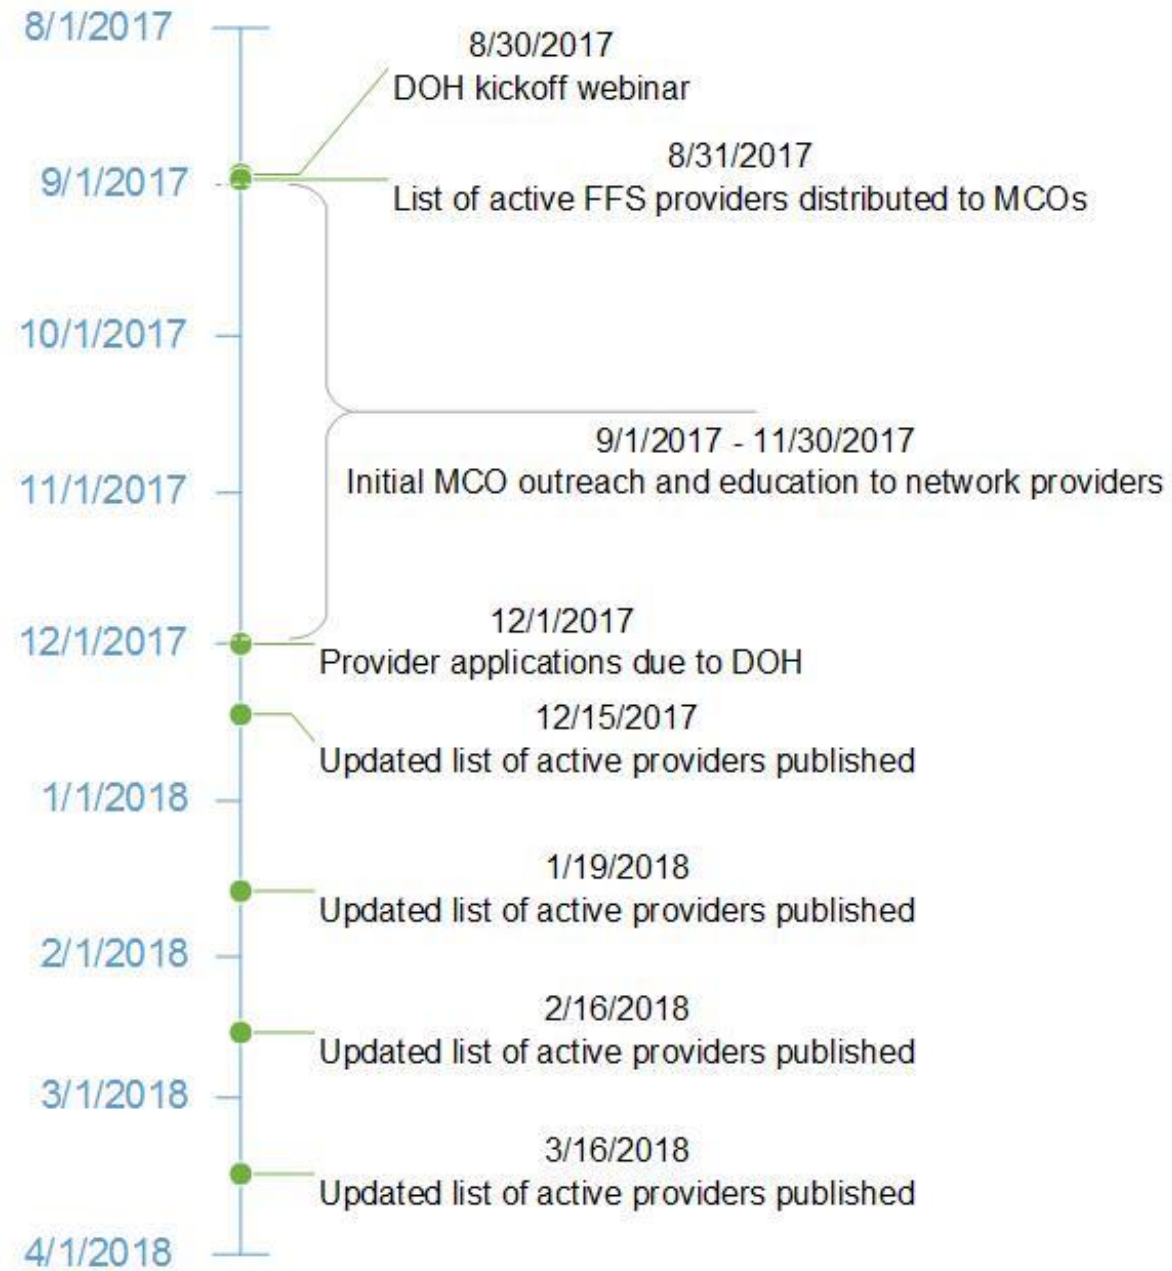 8/1/2017
8/30/2017
DOH kickoff webinar
8/31/2017
9/1/2017
List of active FFS providers distributed to MCOs
10/1/2017
9/1/2017 - 11/30/2017
Initial MCO outreach and education to network providers
11/1/2017
12/1/2017
12/1/2017
Provider applications due to DOH
12/15/2017
Updated list of active providers published
1/1/2018
1/19/2018
Updated list of active providers published
2/1/2018
2/16/2018
Updated list of active providers published
3/1/2018
3/16/2018
Updated list of active providers published
4/1/2018